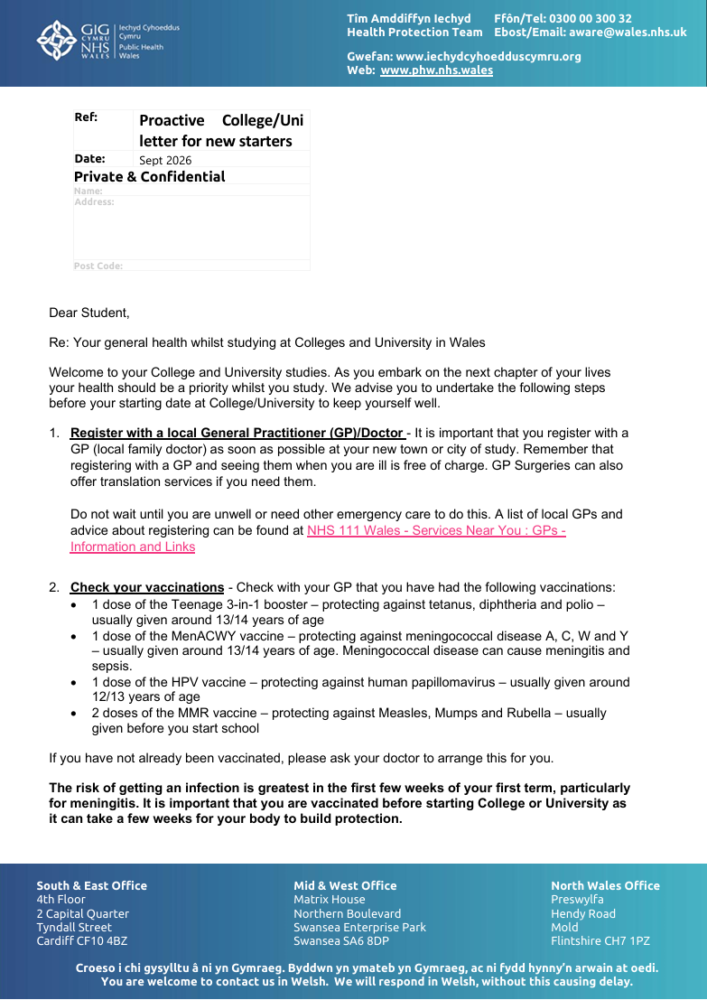 GIG
CYMRU
NHS
WALES
Iechyd Cyhoeddus
Cymru
Public Health
Wales
Tîm Amddiffyn Iechyd Ffôn/Tel: 0300 00 300 32
Health Protection Team Ebost/Email: aware@wales.nhs.uk
Gwefan: www.iechydcyhoedduscymru.org
Web: www.phw.nhs.wales
Ref: Proactive College/Uni
letter for new starters
Date: Sept 2026
Private & Confidential
Name:
Address:
Post Code:
Dear Student,
Re: Your general health whilst studying at Colleges and University in Wales
Welcome to your College and University studies. As you embark on the next chapter of your lives
your health should be a priority whilst you study. We advise you to undertake the following steps
before your starting date at College/University to keep yourself well.
1. Register with a local General Practitioner (GP)/Doctor - It is important that you register with a
GP (local family doctor) as soon as possible at your new town or city of study. Remember that
registering with a GP and seeing them when you are ill is free of charge. GP Surgeries can also
offer translation services if you need them.
Do not wait until you are unwell or need other emergency care to do this. A list of local GPs and
advice about registering can be found at NHS 111 Wales - Services Near You : GPs -
Information and Links
2. Check your vaccinations - Check with your GP that you have had the following vaccinations:
• 1 dose of the Teenage 3-in-1 booster – protecting against tetanus, diphtheria and polio –
usually given around 13/14 years of age
• 1 dose of the MenACWY vaccine – protecting against meningococcal disease A, C, W and Y
– usually given around 13/14 years of age. Meningococcal disease can cause meningitis and
sepsis.
• 1 dose of the HPV vaccine – protecting against human papillomavirus – usually given around
12/13 years of age
• 2 doses of the MMR vaccine – protecting against Measles, Mumps and Rubella – usually
given before you start school
If you have not already been vaccinated, please ask your doctor to arrange this for you.
The risk of getting an infection is greatest in the first few weeks of your first term, particularly
for meningitis. It is important that you are vaccinated before starting College or University as
it can take a few weeks for your body to build protection.
South & East Office
4th Floor
2 Capital Quarter
Tyndall Street
Cardiff CF10 4BZ
Mid & West Office
Matrix House
Northern Boulevard
Swansea Enterprise Park
Swansea SA6 8DP
North Wales Office
Preswylfa
Hendy Road
Mold
Flintshire CH7 1PZ
Croeso i chi gysylltu â ni yn Gymraeg. Byddwn yn ymateb yn Gymraeg, ac ni fydd hynny’n arwain at oedi.
You are welcome to contact us in Welsh. We will respond in Welsh, without this causing delay.